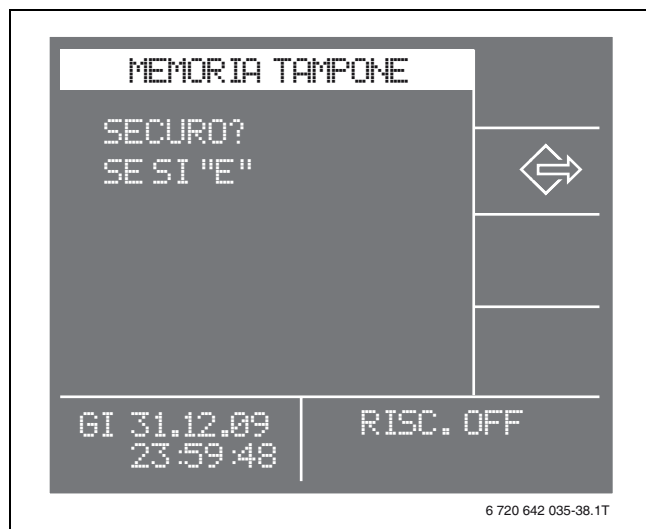 MEMORIA TAMPONE
SECURO?
SE SI "E"
GI 31.12.09
23:59:48
RISC. OFF
6 720 642 035-38.1T